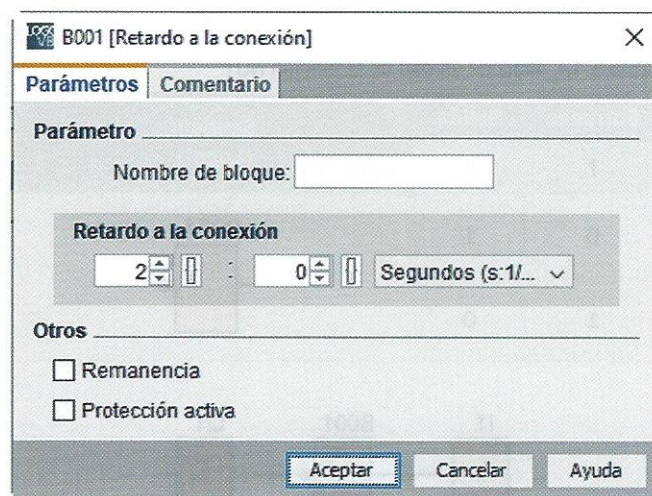 B001 [Retardo a la conexión]
Parámetros Comentario
Parámetro
Nombre de bloque:
Retardo a la conexión
2 : 0 Segundos (s:1/...
Otros
Remanencia
Protección activa
Aceptar Cancelar Ayuda